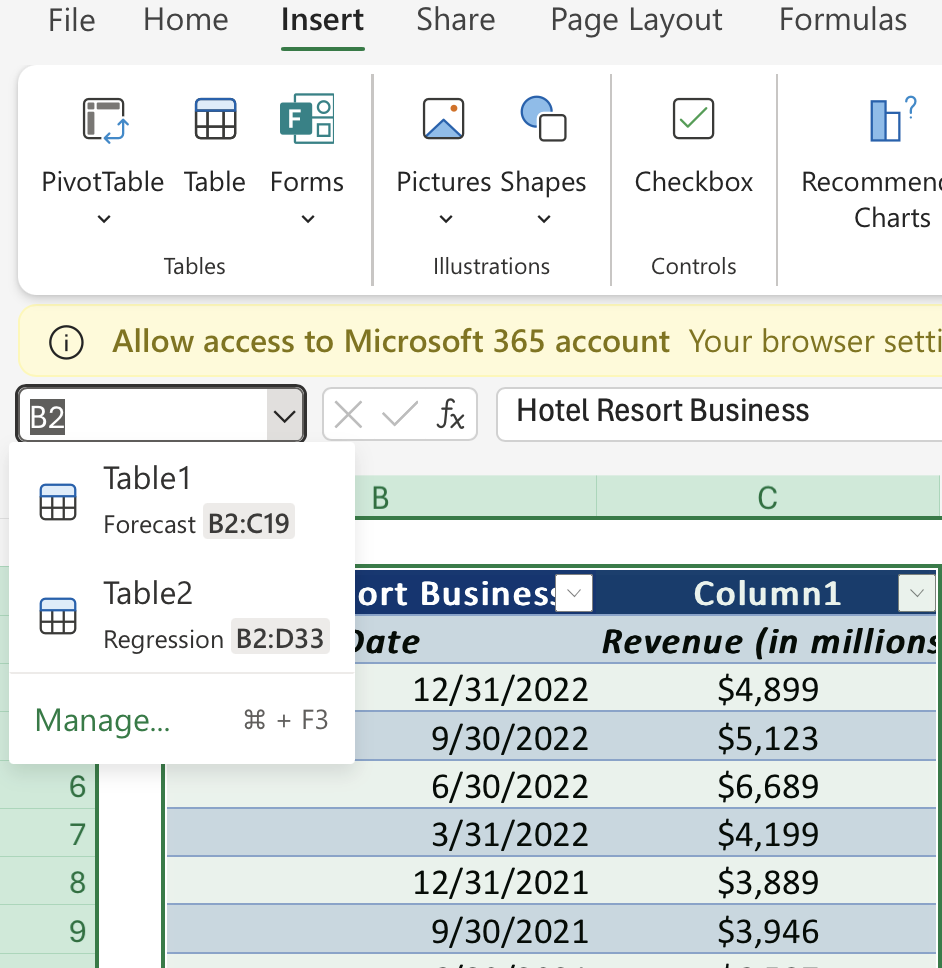 File Home Insert Share Page Layout Formulas
PivotTable Table Forms Pictures Shapes Checkbox
Charts
Tables Illustrations Controls
Allow access to Microsoft 365 account Your browser
B2 fx Hotel Resort Business
Table1
Forecast B2:C19
Table2
Regression B2:D33
Manage... ⌘ + F3
B C
Column1
Date Revenue (in millions
12/31/2022 $4,899
9/30/2022 $5,123
6 6/30/2022 $6,689
7 3/31/2022 $4,199
8 12/31/2021 $3,889
9 9/30/2021 $3,946